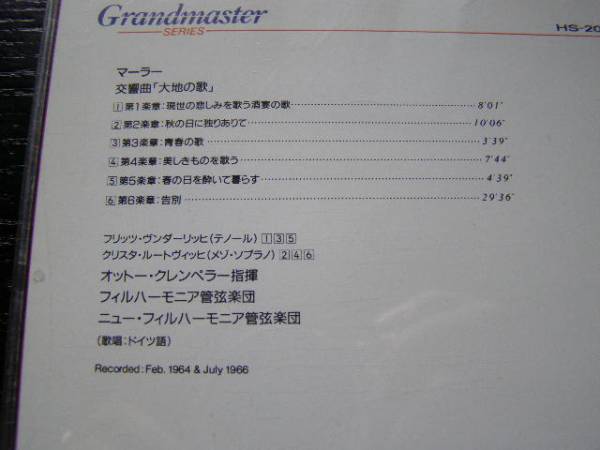 Grandmaster
SERIES
HS-20
マーラー
交響曲「大地の歌」
1 第1楽章:現世の悲しみを歌う酒宴の歌 8'01"
2 第2楽章:秋の日に独りありて 10'06"
3 第3楽章:青春の歌 3'39"
4 第4楽章:美しきものを歌う 7'44"
5 第5楽章:春の日を酔いて暮らす 4'39"
6 第6楽章:告別 29'36"
フリッツ・ヴンダーリッヒ(テノール) 1 3 5
クリスタ・ルートヴィッヒ(メゾ・ソプラノ) 2 4 6
オットー・クレンペラー指揮
フィルハーモニア管弦楽団
ニュー・フィルハーモニア管弦楽団
(歌唱:ドイツ語)
Recorded: Feb. 1964 & July 1966